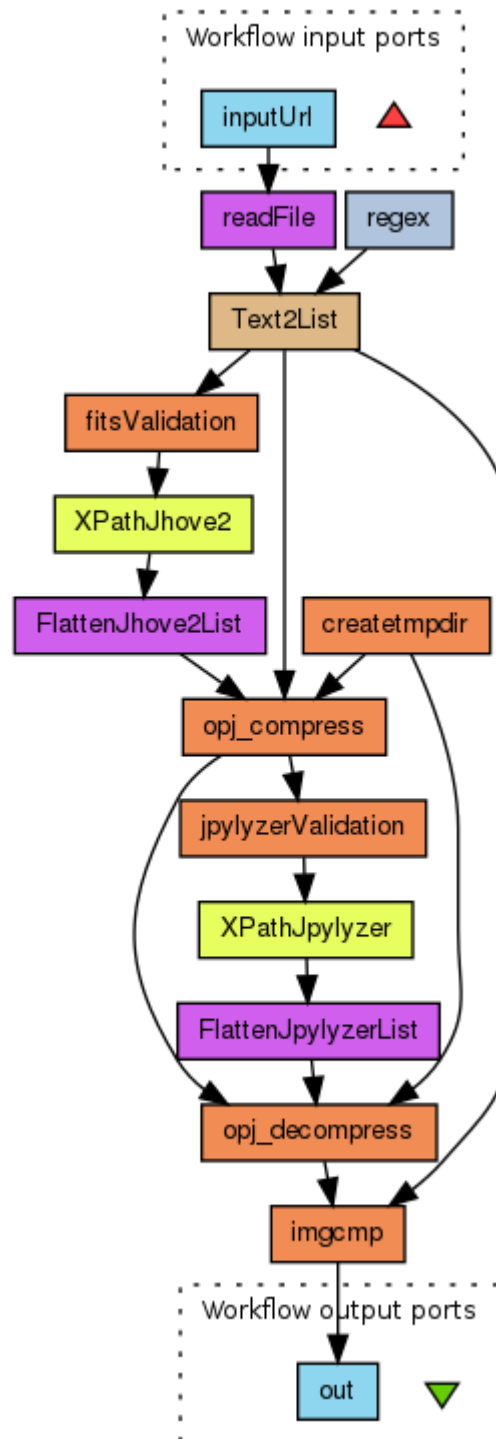 Workflow input ports
inputUrl
readFile
regex
Text2List
fitsValidation
XPathJhove2
FlattenJhove2List
createtmpdir
opj_compress
jpylyzerValidation
XPathJpylyzer
FlattenJpylyzerList
opj_decompress
imgcmp
Workflow output ports
out